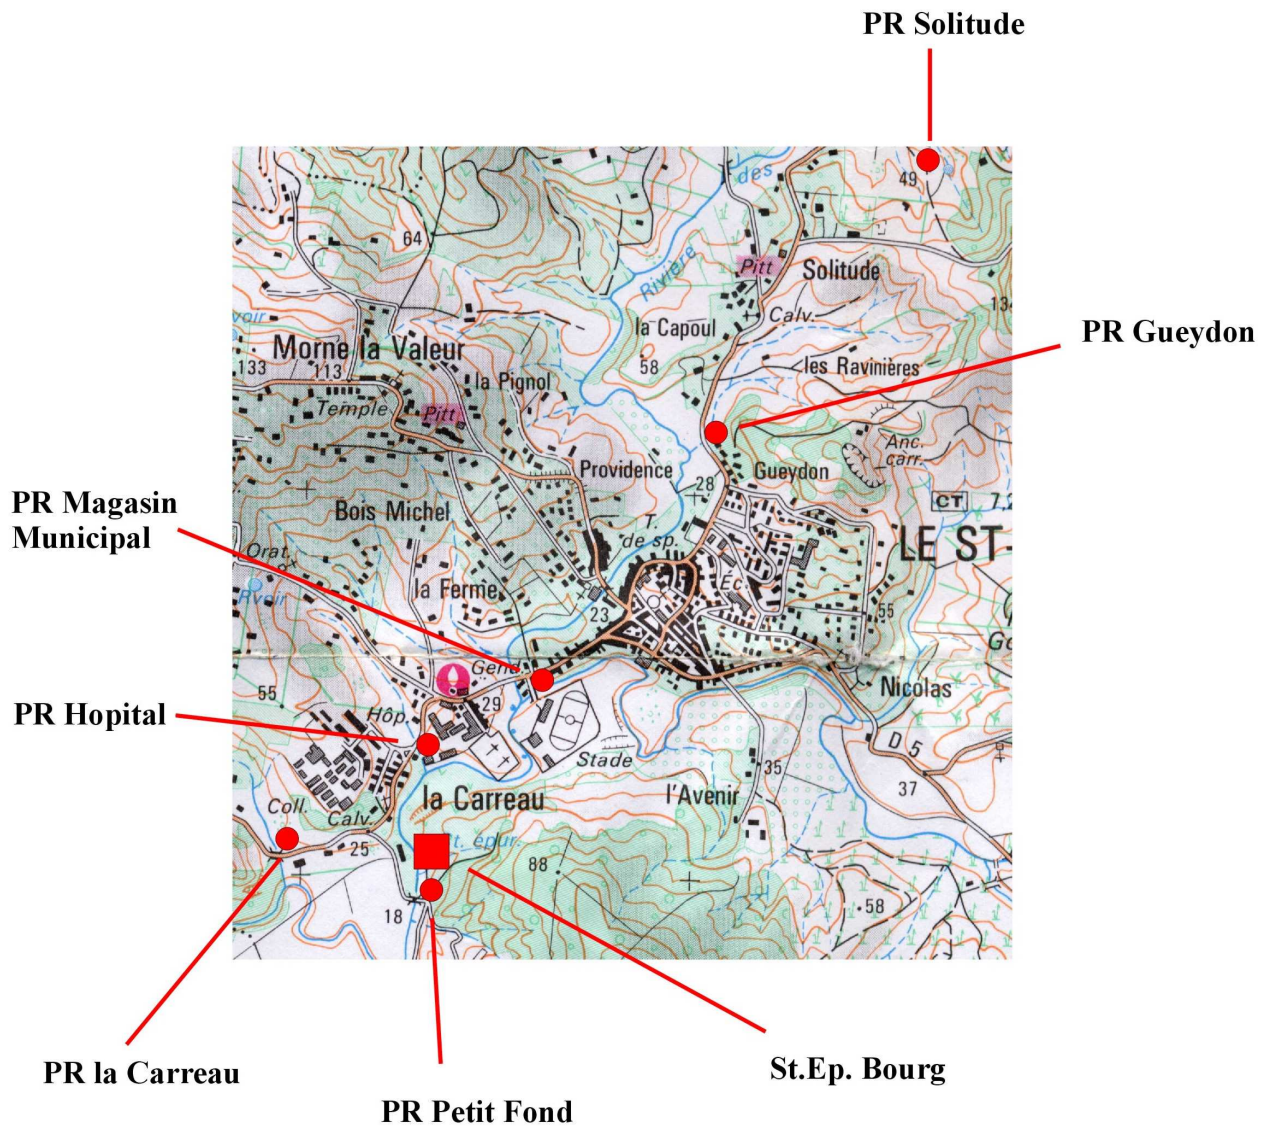 PR Solitude
des
49
64
Rivière
Pitt
Solitude
la Capoul
Calv.
PR Gueydon
voir
Morne la Valeur
133
113
58
les Ravinières
la Pignol
Temple
Pitt
Anc.
carr.
Providence
Gueydon
28
CT
PR Magasin
Municipal
Bois Michel
T.
de sp.
LE ST
Orat.
Rvoir
la Ferme
Ec.
23
55
Gend.
Nicolas
55
PR Hopital
Hôp.
29
Stade
D 5
35
37
la Carreau
l'Avenir
Coll.
Calv.
25
t. épur.
88
58
18
PR la Carreau
St.Ep. Bourg
PR Petit Fond